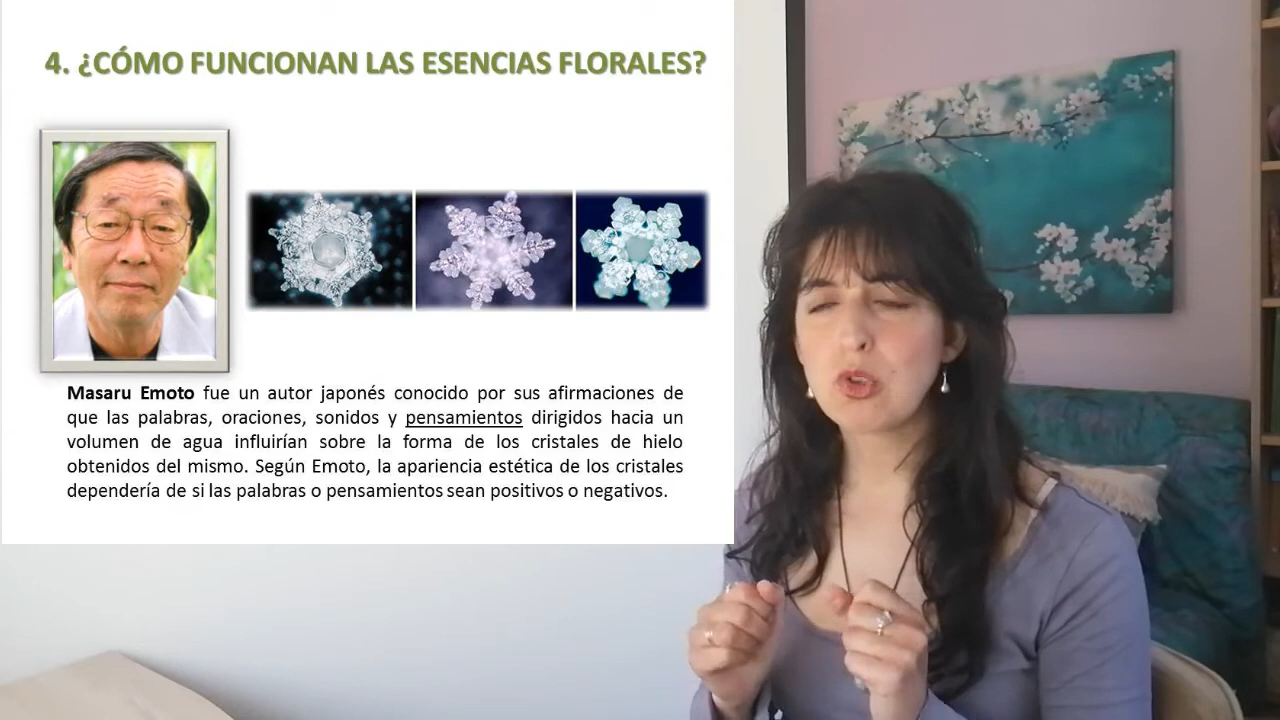 4. ¿CÓMO FUNCIONAN LAS ESENCIAS FLORALES?
Masaru Emoto fue un autor japonés conocido por sus afirmaciones de
que las palabras, oraciones, sonidos y pensamientos dirigidos hacia un
volumen de agua influirían sobre la forma de los cristales de hielo
obtenidos del mismo. Según Emoto, la apariencia estética de los cristales
dependería de si las palabras o pensamientos sean positivos o negativos.